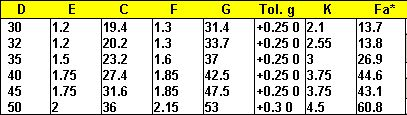 D E C F G Tol. g K Fa*
30 1.2 19.4 1.3 31.4 +0.25 0 2.1 13.7
32 1.2 20.2 1.3 33.7 +0.25 0 2.55 13.8
35 1.5 23.2 1.6 37 +0.25 0 3 26.9
40 1.75 27.4 1.85 42.5 +0.25 0 3.75 44.6
45 1.75 31.6 1.85 47.5 +0.25 0 3.75 43.1
50 2 36 2.15 53 +0.3 0 4.5 60.8